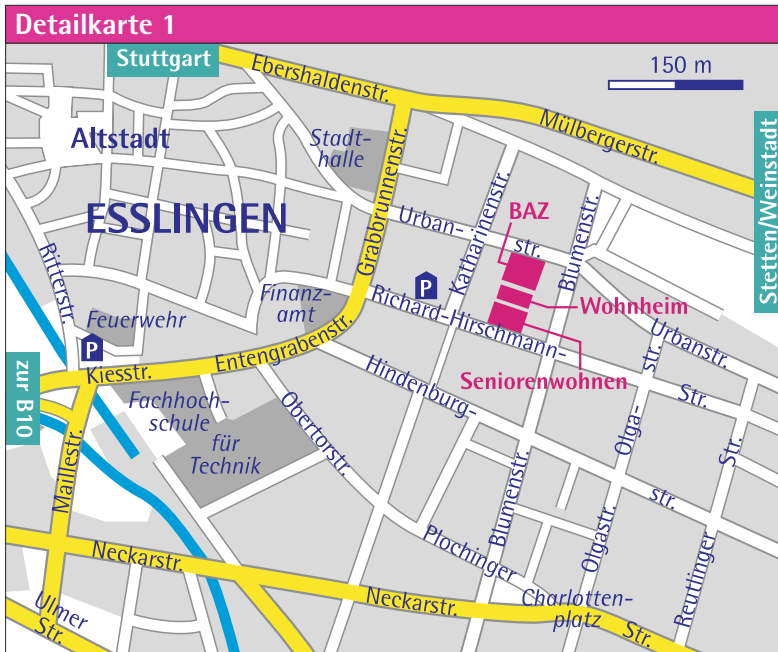 Detailkarte 1
Stuttgart
Ebershaldenstr.
150 m
Mülbergerstr.
Altstadt
Stadt-
halle
Grabbrunnenstr.
Stetten/Weinstadt
ESSLINGEN
Urban-
str.
Katharinenstr.
BAZ
Blumenstr.
Ritterstr.
Finanz-
amt
P
Richard-Hirschmann-
Str.
Wohnheim
Feuerwehr
P
Urbanstr.
Entengrabenstr.
Kiesstr.
zur B10
Seniorenwohnen
Hindenburg-
str.
Fachhoch-
schule
für
Technik
Obertorstr.
Olga-
str.
Str.
Maillestr.
Blumenstr.
Olgastr.
Reutlinger
Plochinger
Neckarstr.
Neckarstr.
Charlotten-
platz
Str.
Ulmer
Str.